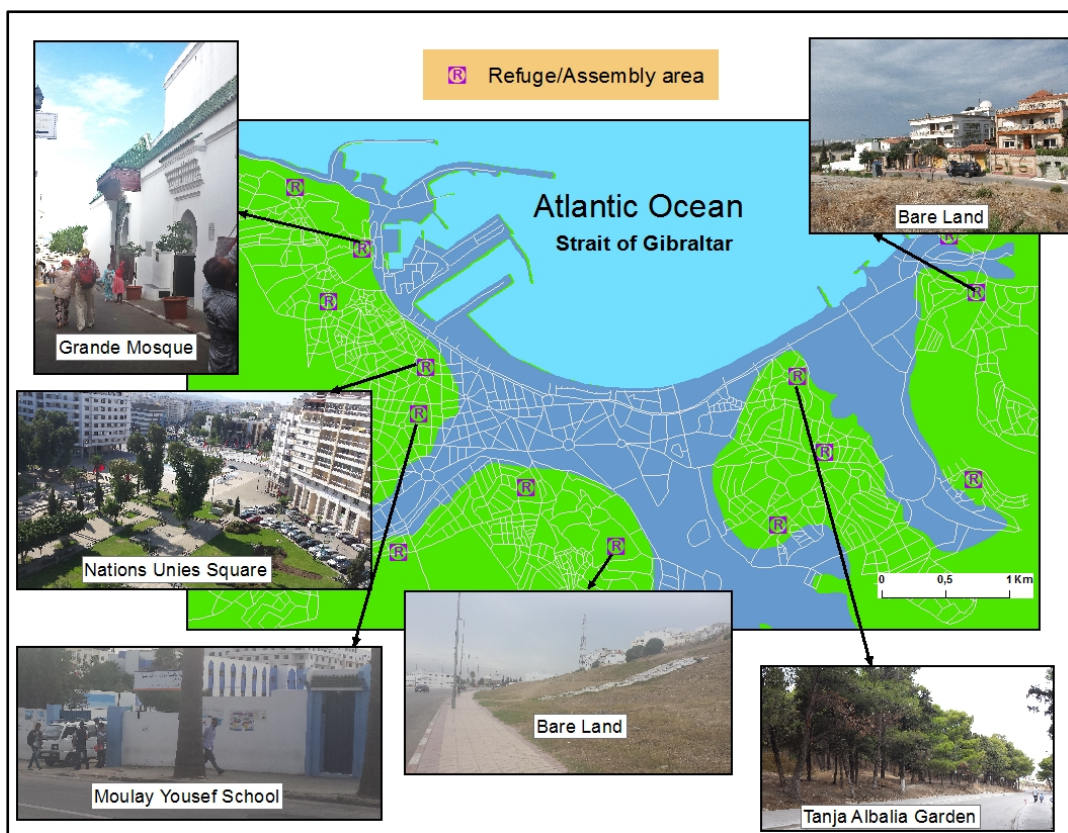 R Refuge/Assembly area
Atlantic Ocean
Strait of Gibraltar
Bare Land
Grande Mosque
Nations Unies Square
Moulay Yousef School
Bare Land
Tanja Albalia Garden
0 0,5 1 Km
R
R
R
R
R
R
R
R
R
R
R
R
R
R